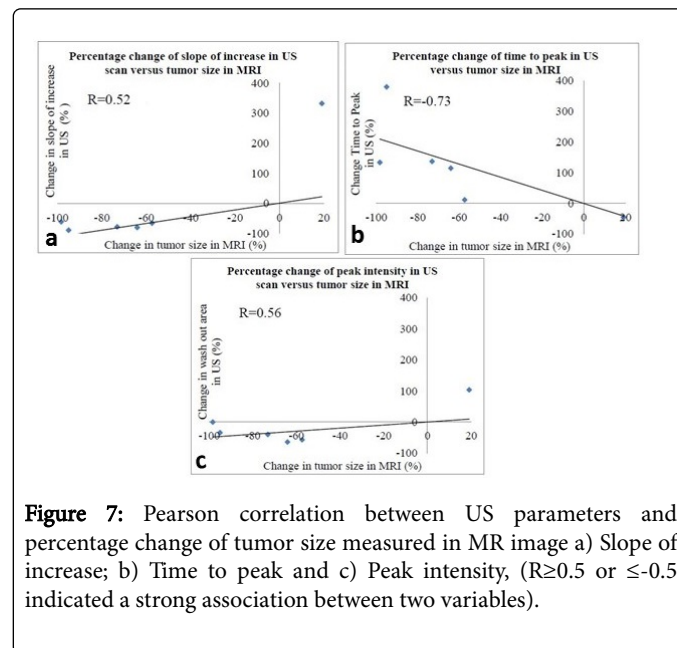 Percentage change of slope of increase in US
scan versus tumor size in MRI
R=0.52
Change in slope of increase
in US (%)
400
300
200
100
0
-100
-100 -80 -60 -40 -20 0 20
Change in tumor size in MRI (%)
a
Percentage change of time to peak in US
versus tumor size in MRI
R=-0.73
Change Time to Peak
in US (%)
400
300
200
100
0
-100
-100 -80 -60 -40 -20 0 20
Change in tumor size in MRI (%)
b
Percentage change of peak intensity in US
scan versus tumor size in MRI
R=0.56
Change in wash out area
in US (%)
400
300
200
100
0
-100
-100 -80 -60 -40 -20 0 20
Change in tumor size in MRI (%)
c
Figure 7: Pearson correlation between US parameters and
percentage change of tumor size measured in MR image a) Slope of
increase; b) Time to peak and c) Peak intensity, (R≥0.5 or ≤-0.5
indicated a strong association between two variables).